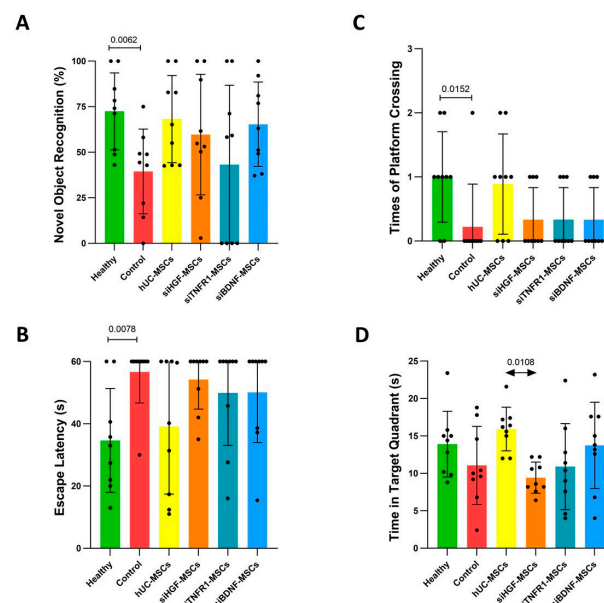 A
0.0062
Novel Object Recognition (%)
100
75
50
25
0
Healthy
Control
hUC-MSCs
siHGF-MSCs
siTNFR1-MSCs
siBDNF-MSCs
C
0.0152
Times of Platform Crossing
3
2
1
0
Healthy
Control
hUC-MSCs
siHGF-MSCs
siTNFR1-MSCs
siBDNF-MSCs
B
0.0078
Escape Latency (s)
60
40
20
0
Healthy
Control
hUC-MSCs
siHGF-MSCs
siTNFR1-MSCs
siBDNF-MSCs
D
0.0108
Time in Target Quadrant (s)
25
20
15
10
5
0
Healthy
Control
hUC-MSCs
siHGF-MSCs
siTNFR1-MSCs
siBDNF-MSCs